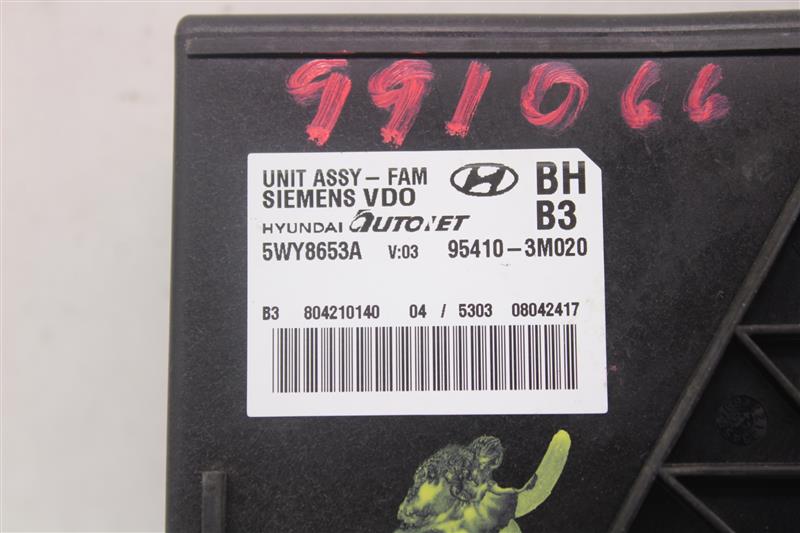 991066
UNIT ASSY – FAM BH
SIEMENS VDO B3
HYUNDAI AUTONET
5WY8653A V:03 95410–3M020
B3 804210140 04 / 5303 08042417